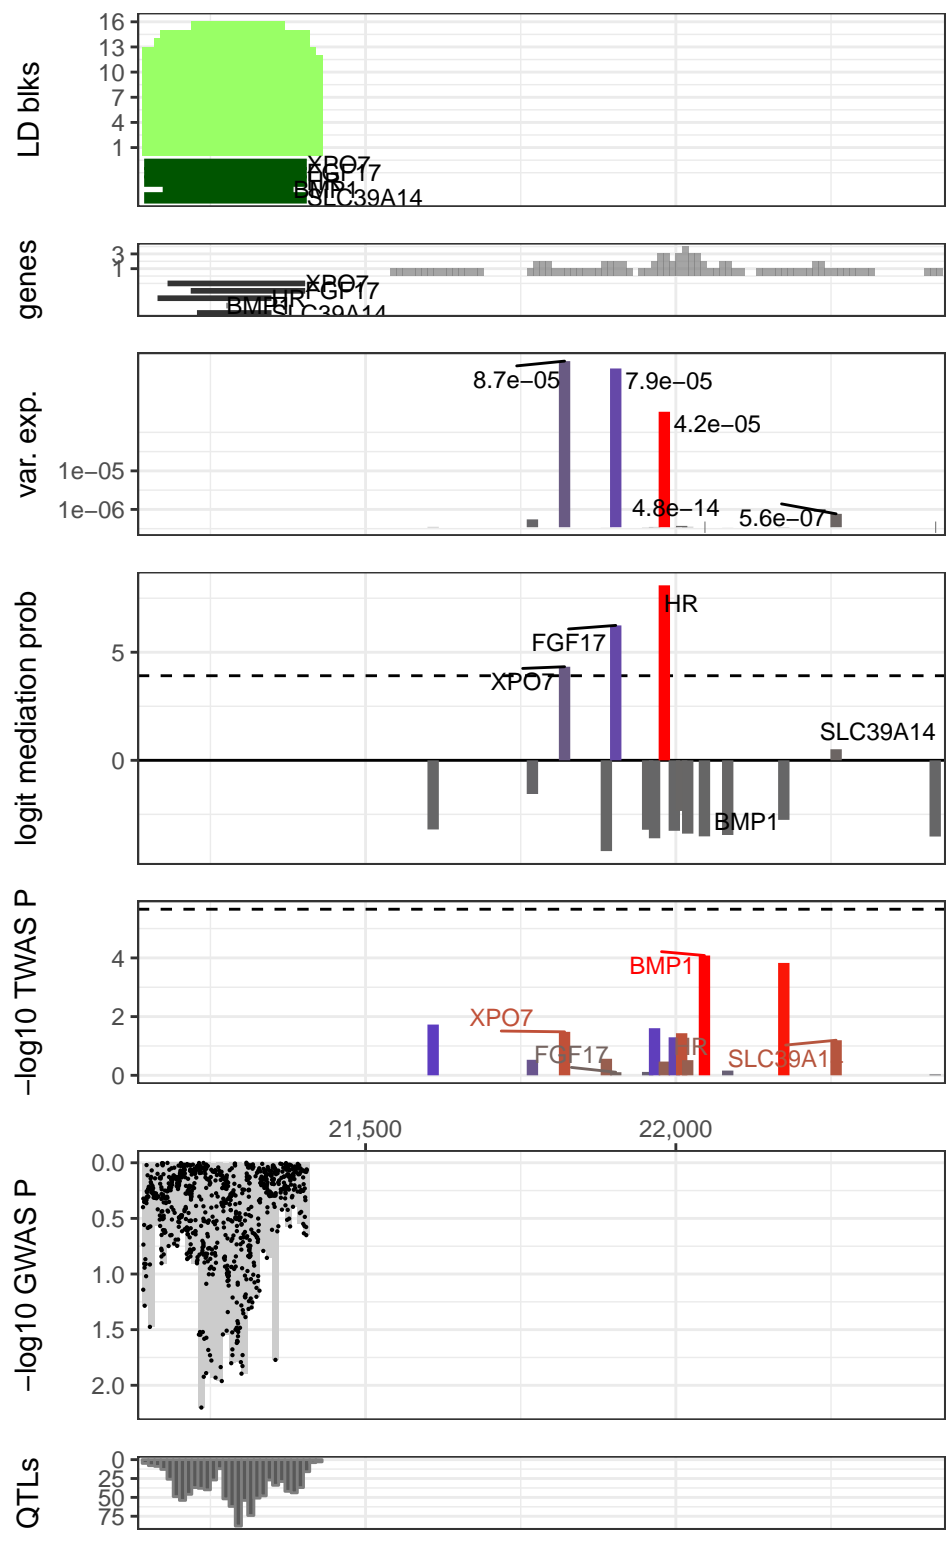 LD blks
16
13
10
7
4
1
XPO7
FGF17
BMP1
SLC39A14
genes
3
1
XPO7
FGF17
HR
BMP1
SLC39A14
var. exp.
1e−05
1e−06
8.7e−05
7.9e−05
4.2e−05
4.8e−14
5.6e−07
logit mediation prob
5
0
HR
FGF17
XPO7
SLC39A14
BMP1
−log10 TWAS P
4
2
0
BMP1
XPO7
FGF17
HR
SLC39A14
21,500
22,000
−log10 GWAS P
0.0
0.5
1.0
1.5
2.0
QTLs
0
25
50
75